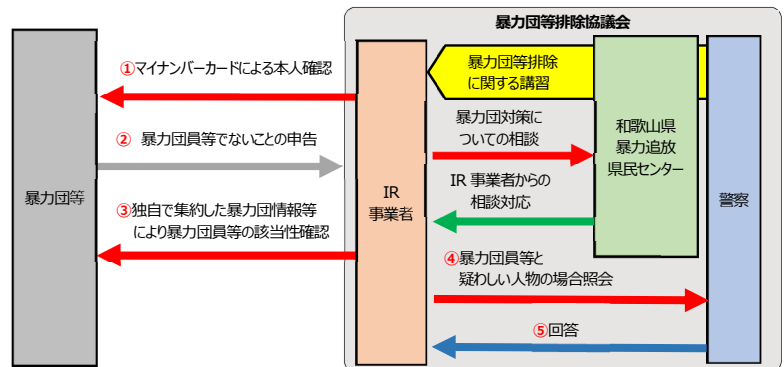 暴力団等排除協議会
①マイナンバーカードによる本人確認
② 暴力団員等でないことの申告
③独自で集約した暴力団情報等
により暴力団員等の該当性確認
暴力団等
IR
事業者
暴力団等排除
に関する講習
暴力団対策に
ついての相談
IR 事業者からの
相談対応
和歌山県
暴力追放
県民センター
警察
④暴力団員等と
疑わしい人物の場合照会
⑤回答